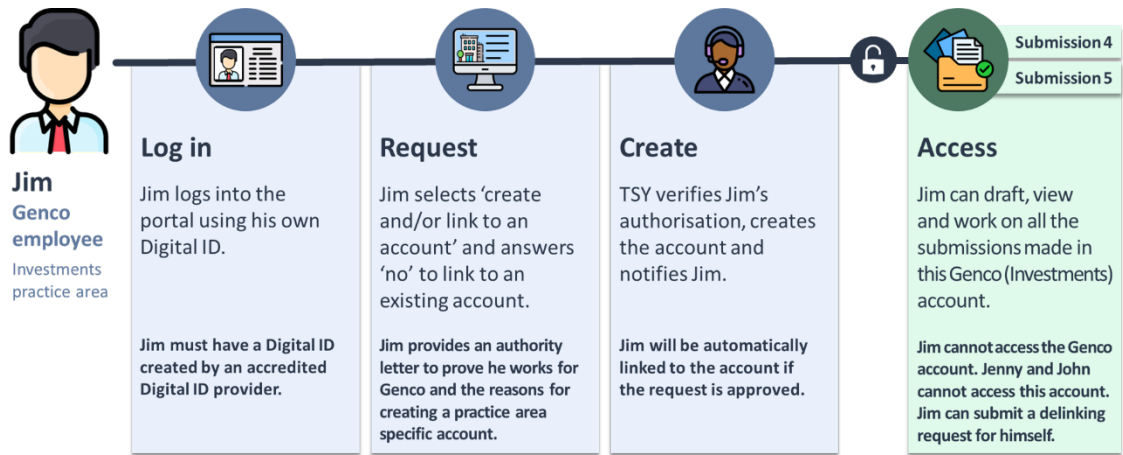 Jim
Genco
employee
Investments
practice area
Log in
Jim logs into the
portal using his own
Digital ID.
Jim must have a Digital ID
created by an accredited
Digital ID provider.
Request
Jim selects ‘create
and/or link to an
account’ and answers
‘no’ to link to an
existing account.
Jim provides an authority
letter to prove he works for
Genco and the reasons for
creating a practice area
specific account.
Create
TSY verifies Jim’s
authorisation, creates
the account and
notifies Jim.
Jim will be automatically
linked to the account if
the request is approved.
Submission 4
Submission 5
Access
Jim can draft, view
and work on all the
submissions made in
this Genco (Investments)
account.
Jim cannot access the Genco
account. Jenny and John
cannot access this account.
Jim can submit a delinking
request for himself.